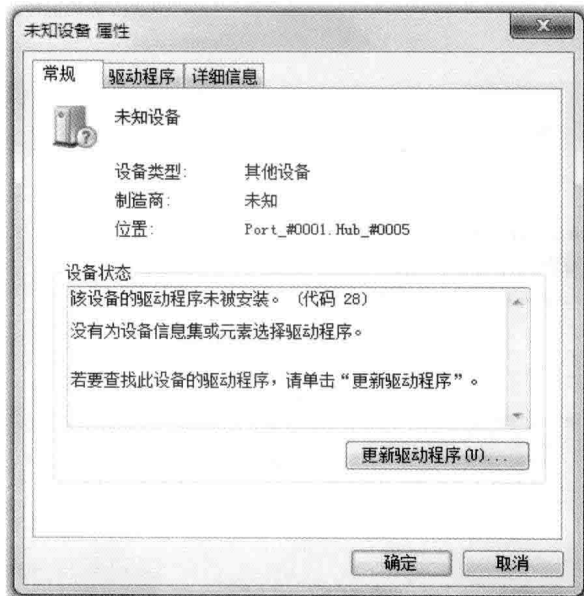 未知设备 属性
常规 驱动程序 详细信息
未知设备
设备类型: 其他设备
制造商: 未知
位置: Port_#0001.Hub_#0005
设备状态
该设备的驱动程序未被安装。 (代码 28)
没有为设备信息集或元素选择驱动程序。
若要查找此设备的驱动程序，请单击“更新驱动程序”。
更新驱动程序(U)...
确定 取消